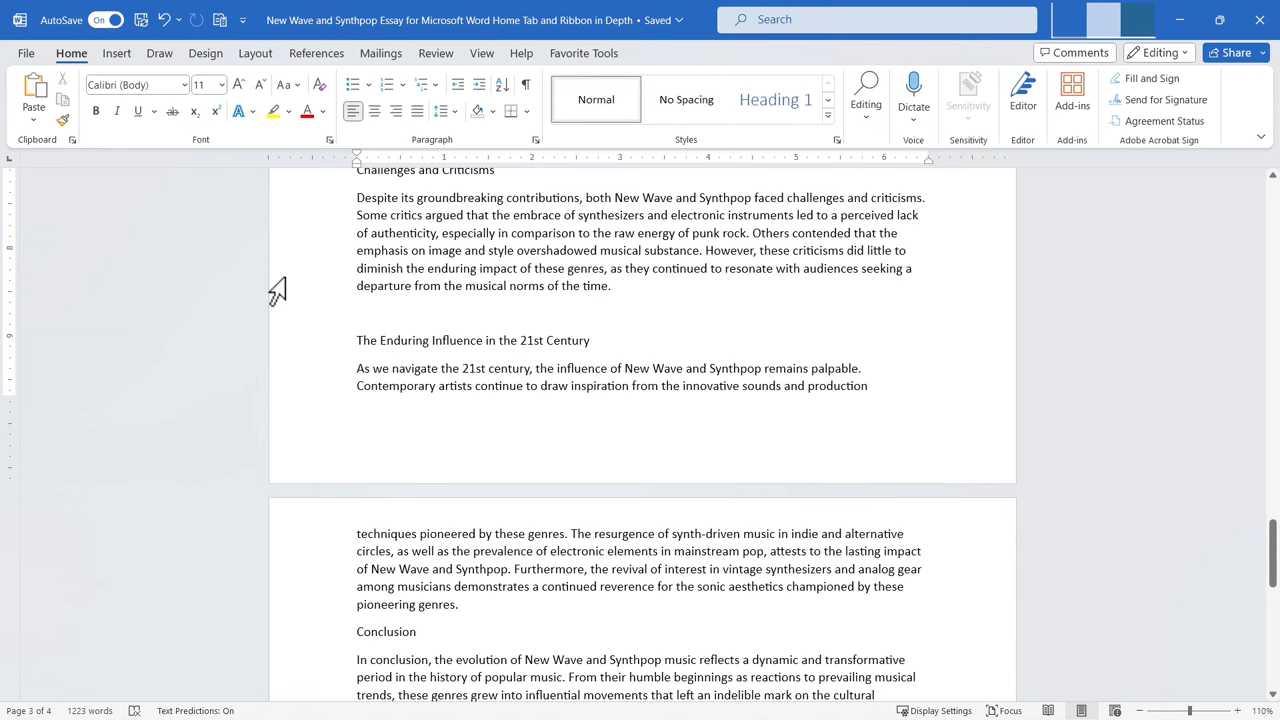 AutoSave On New Wave and Synthpop Essay for Microsoft Word Home Tab and Ribbon in Depth • Saved Search
File Home Insert Draw Design Layout References Mailings Review View Help Favorite Tools Comments Editing Share
Calibri (Body) 11 Aa Normal No Spacing Heading 1
Paste Editing Dictate Sensitivity Editor Add-ins
Fill and Sign
Send for Signature
Agreement Status
B I U ab x₂ x² A A
Clipboard Font Paragraph Styles Voice Sensitivity Editor Add-ins Adobe Acrobat Sign
1 2 3 4 5 6
8
9
Challenges and Criticisms
Despite its groundbreaking contributions, both New Wave and Synthpop faced challenges and criticisms.
Some critics argued that the embrace of synthesizers and electronic instruments led to a perceived lack
of authenticity, especially in comparison to the raw energy of punk rock. Others contended that the
emphasis on image and style overshadowed musical substance. However, these criticisms did little to
diminish the enduring impact of these genres, as they continued to resonate with audiences seeking a
departure from the musical norms of the time.
The Enduring Influence in the 21st Century
As we navigate the 21st century, the influence of New Wave and Synthpop remains palpable.
Contemporary artists continue to draw inspiration from the innovative sounds and production
techniques pioneered by these genres. The resurgence of synth-driven music in indie and alternative
circles, as well as the prevalence of electronic elements in mainstream pop, attests to the lasting impact
of New Wave and Synthpop. Furthermore, the revival of interest in vintage synthesizers and analog gear
among musicians demonstrates a continued reverence for the sonic aesthetics championed by these
pioneering genres.
Conclusion
In conclusion, the evolution of New Wave and Synthpop music reflects a dynamic and transformative
period in the history of popular music. From their humble beginnings as reactions to prevailing musical
trends, these genres grew into influential movements that left an indelible mark on the cultural
Page 3 of 4 1223 words Text Predictions: On Display Settings Focus 110%